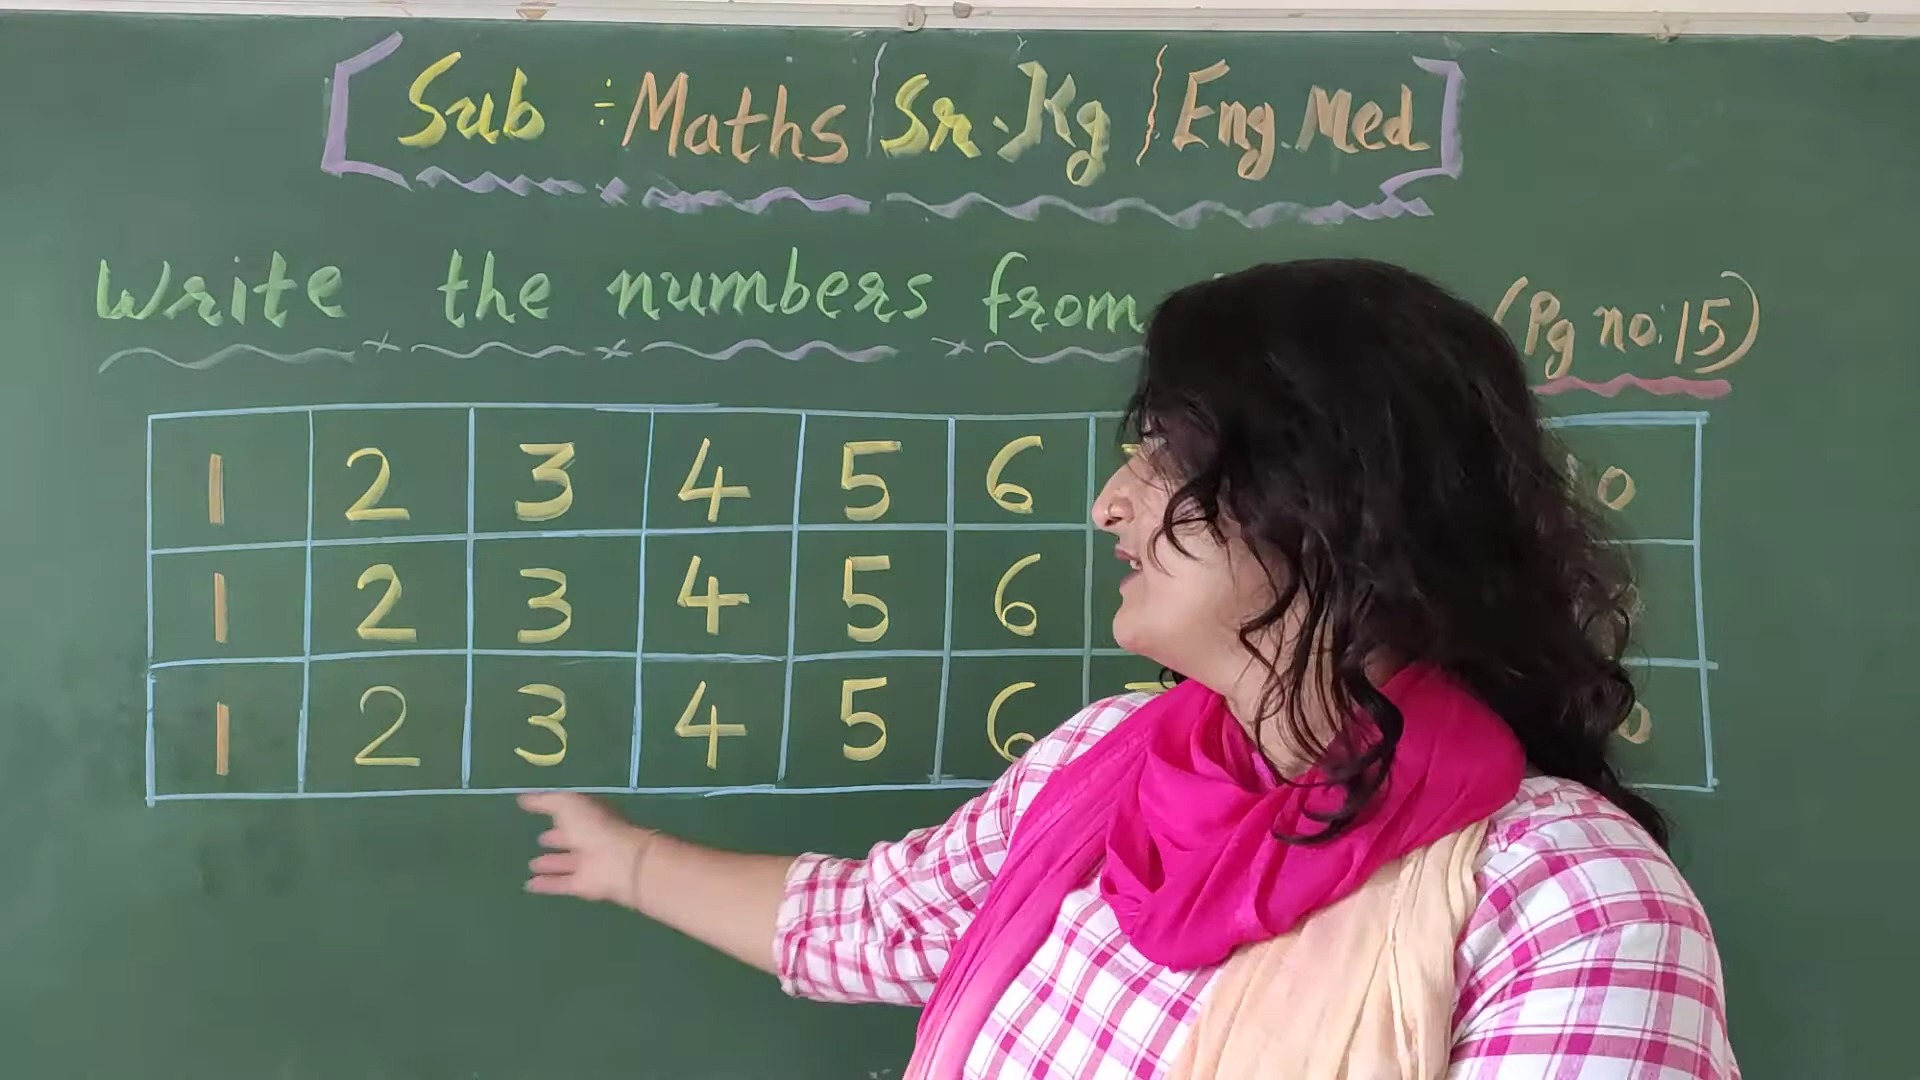 [Sub :- Maths | Sr. Kg | Eng. Med]
Write the numbers from
(Pg no: 15)
1 2 3 4 5 6
1 2 3 4 5 6
1 2 3 4 5 6